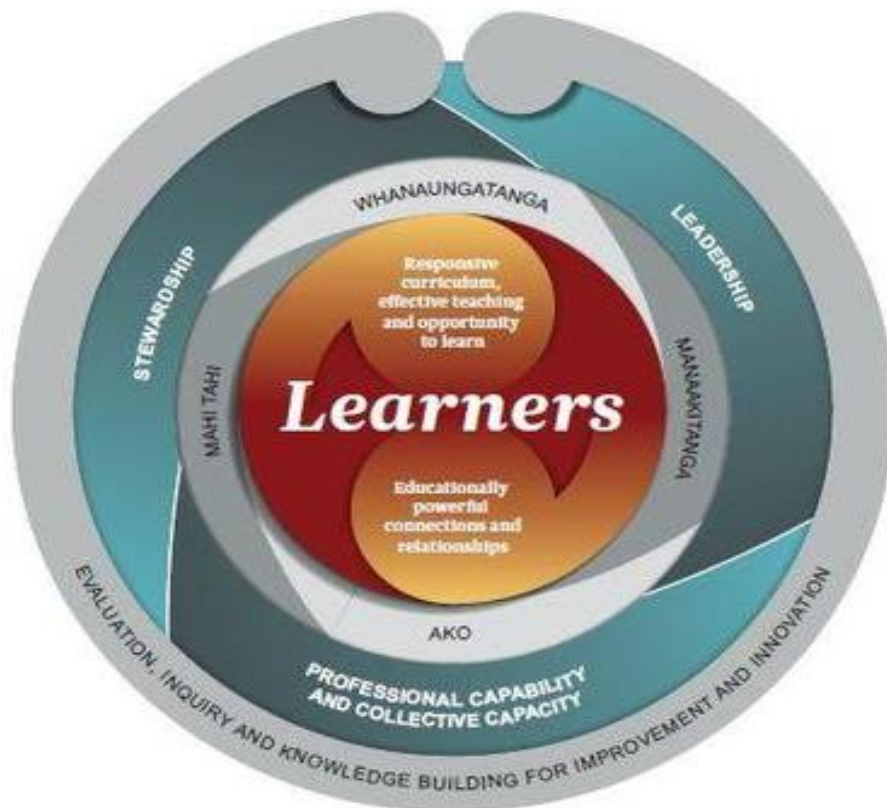 WHANAUNGATANGA
LEADERSHIP
STEWARDSHIP
Responsive
curriculum,
effective teaching
and opportunity
to learn
MANAAKITANGA
MAHI TAHI
Learners
Educationally
powerful
connections and
relationships
AKO
PROFESSIONAL CAPABILITY
AND COLLECTIVE CAPACITY
EVALUATION, INQUIRY AND KNOWLEDGE BUILDING FOR IMPROVEMENT AND INNOVATION